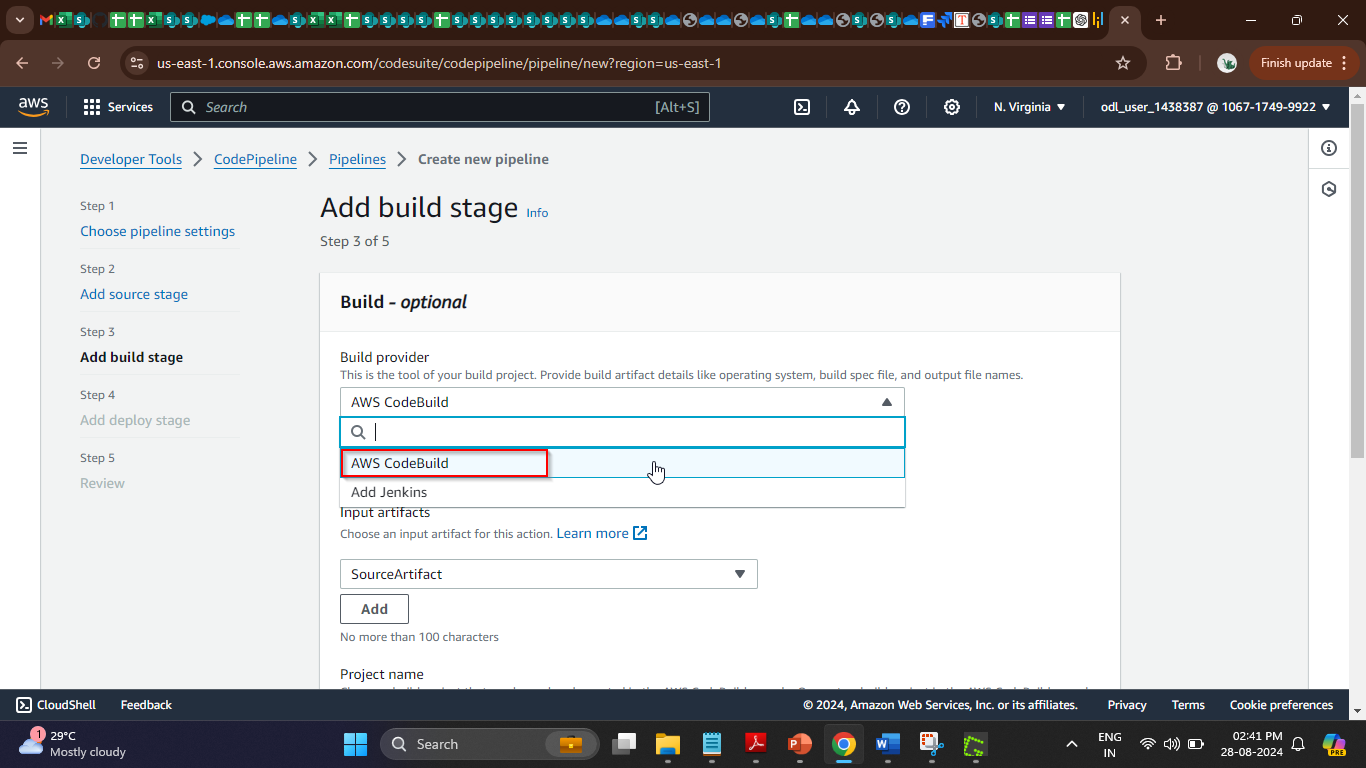 us-east-1.console.aws.amazon.com/codesuite/codepipeline/pipeline/new?region=us-east-1
Finish update
aws
Services
Search
[Alt+S]
N. Virginia
odl_user_1438387 @ 1067-1749-9922
Developer Tools
CodePipeline
Pipelines
Create new pipeline
Step 1
Choose pipeline settings
Step 2
Add source stage
Step 3
Add build stage
Step 4
Add deploy stage
Step 5
Review
Add build stage Info
Step 3 of 5
Build - optional
Build provider
This is the tool of your build project. Provide build artifact details like operating system, build spec file, and output file names.
AWS CodeBuild
AWS CodeBuild
Add Jenkins
Input artifacts
Choose an input artifact for this action. Learn more
SourceArtifact
Add
No more than 100 characters
Project name
CloudShell
Feedback
© 2024, Amazon Web Services, Inc. or its affiliates.
Privacy
Terms
Cookie preferences
1
29°C
Mostly cloudy
Search
ENG
IN
02:41 PM
28-08-2024
PRE